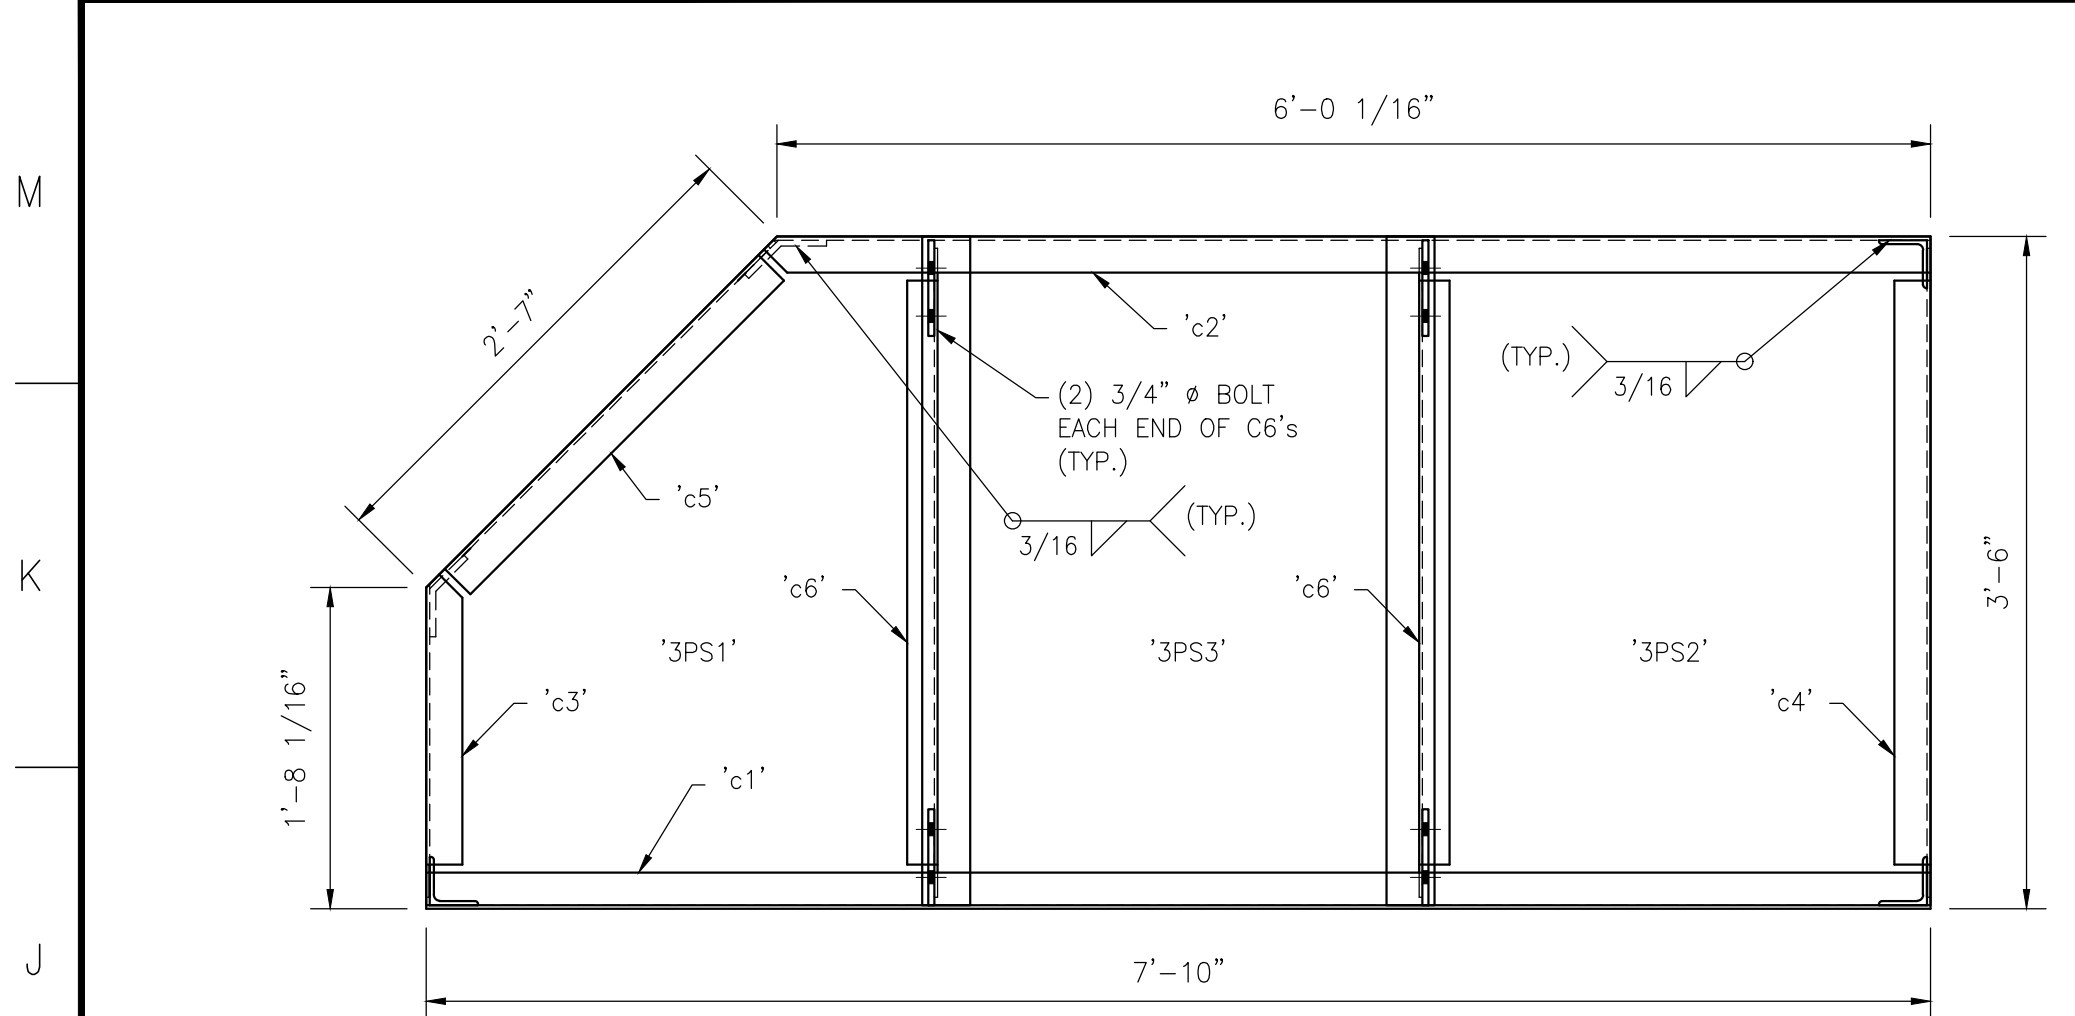 6'-0 1/16"
M
2'-7"
'c2'
(TYP.)
3/16
(2) 3/4" ø BOLT
EACH END OF C6's
(TYP.)
'c5'
(TYP.)
3/16
K
'c6'
'c6'
3'-6"
'3PS1'
'3PS3'
'3PS2'
1'-8 1/16"
'c3'
'c4'
'c1'
J
7'-10"